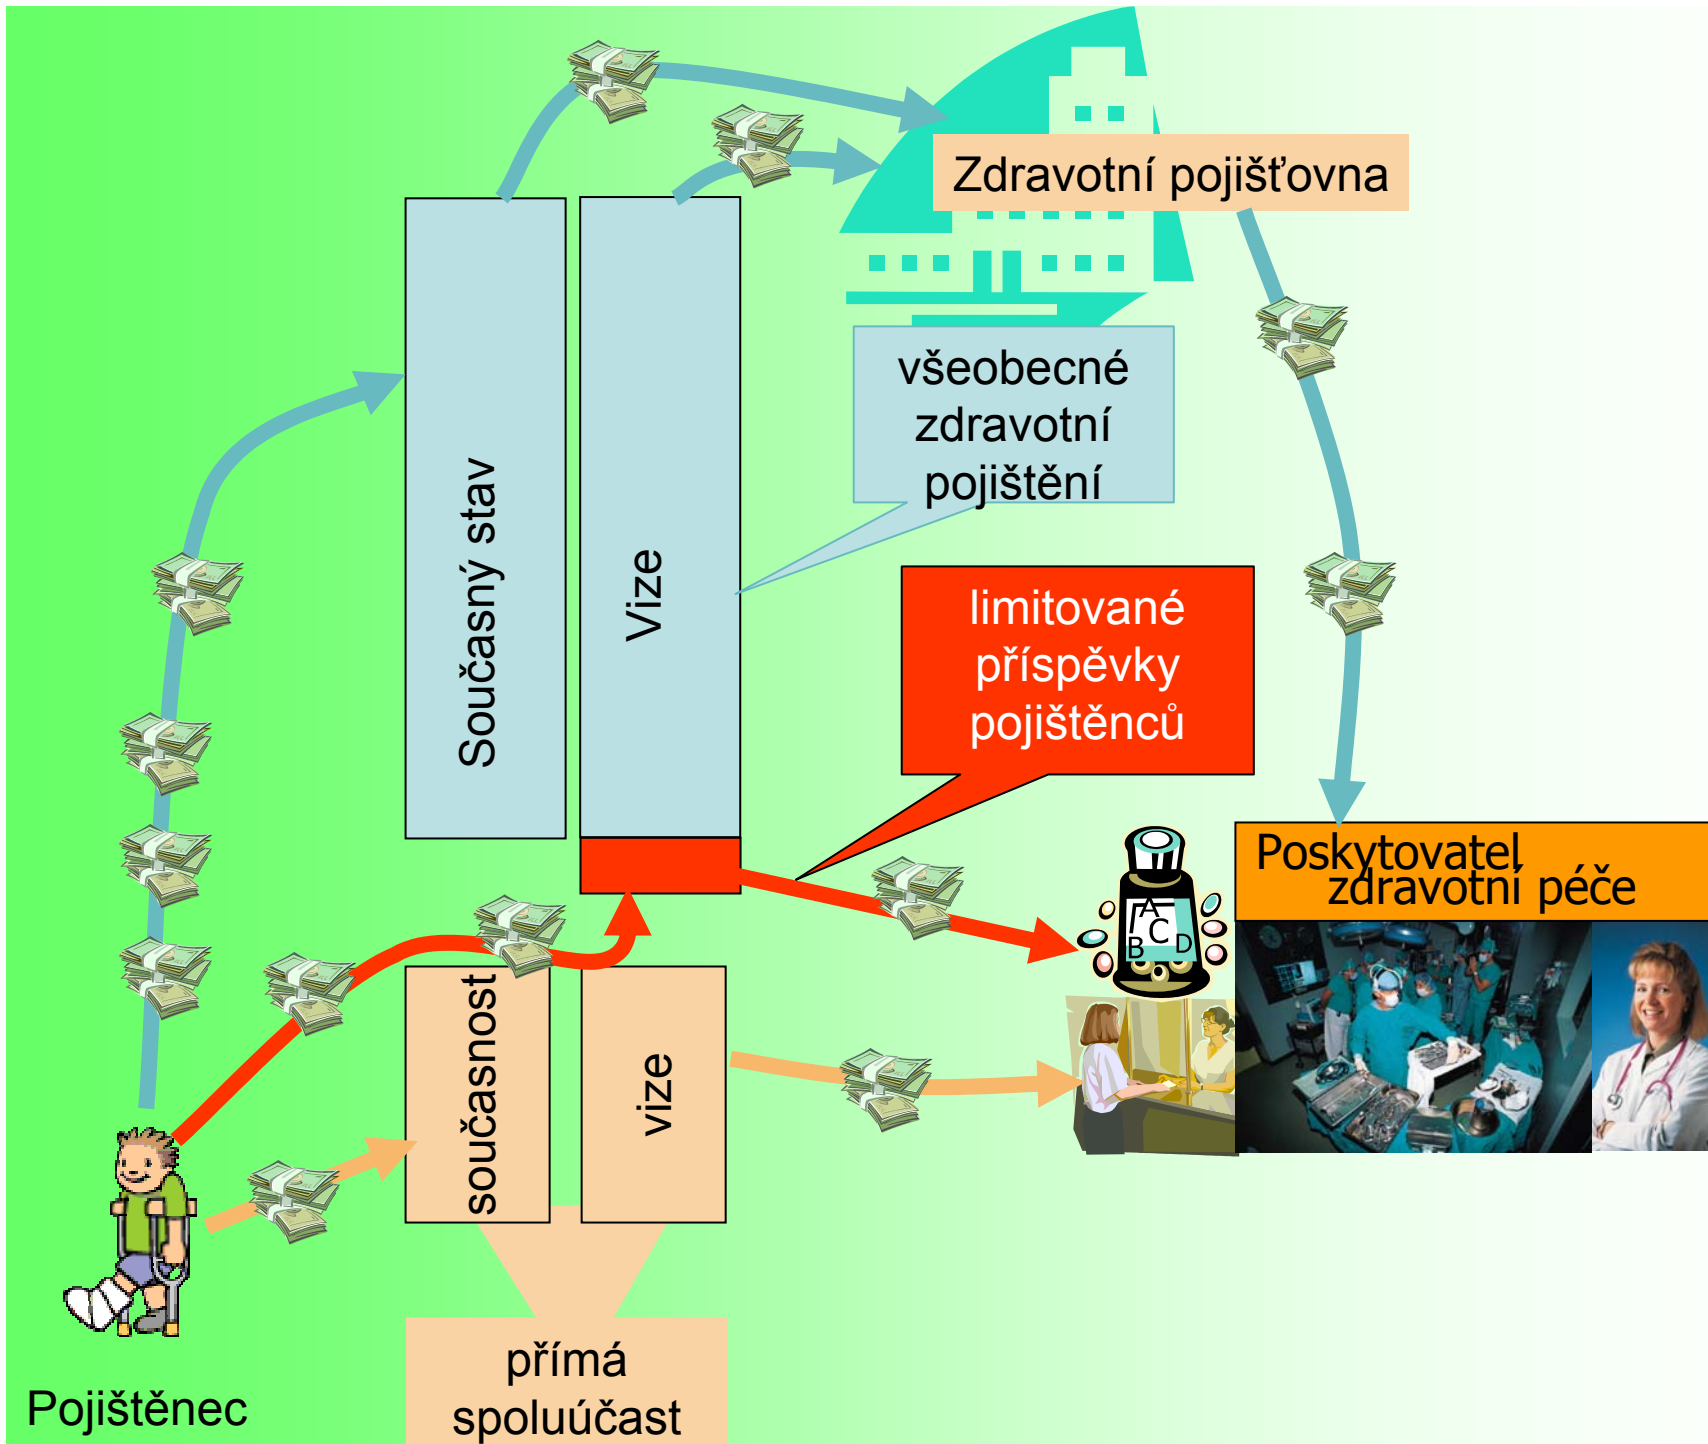 Zdravotní pojišťovna
všeobecné
zdravotní
pojištění
Současný stav
Vize
limitované
příspěvky
pojištěnců
Poskytovatel
zdravotní péče
A
C
B
D
současnost
vize
přímá
spoluúčast
Pojištěnec